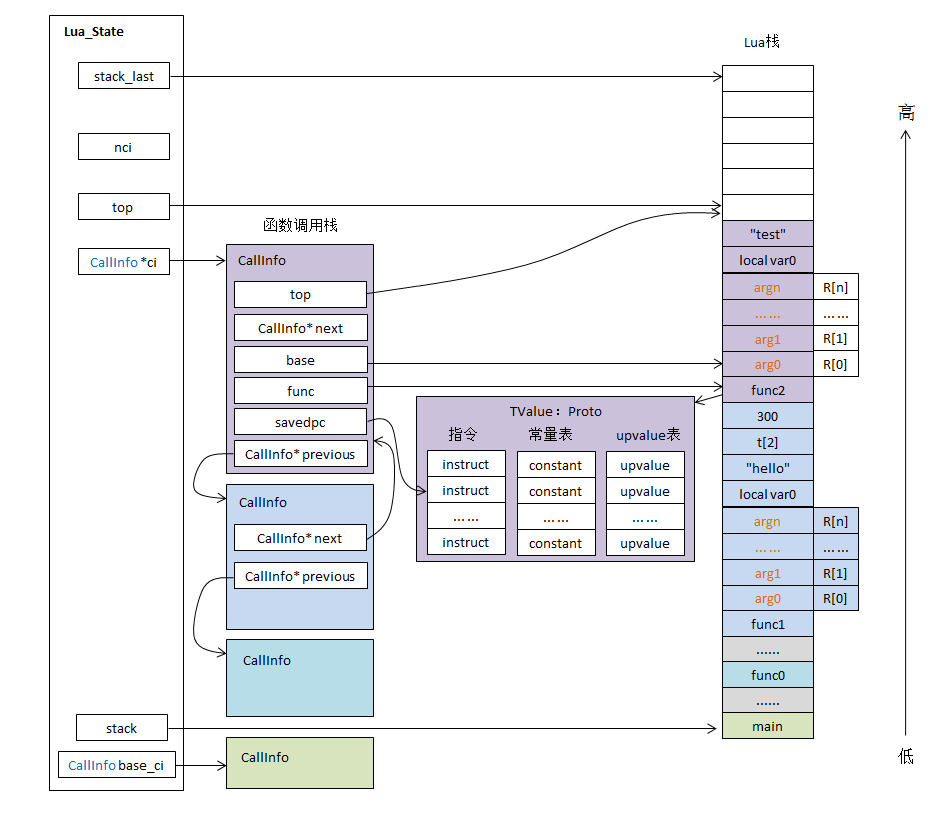 Lua_State
stack_last
nci
top
CallInfo *ci
stack
CallInfo base_ci
函数调用栈
CallInfo
top
CallInfo* next
base
func
savedpc
CallInfo* previous
CallInfo
CallInfo* next
CallInfo* previous
CallInfo
CallInfo
TValue：Proto
指令 常量表 upvalue表
instruct constant upvalue
instruct constant upvalue
…… …… ……
instruct constant upvalue
Lua栈
"test"
local var0
argn R[n]
…… ……
arg1 R[1]
arg0 R[0]
func2
300
t[2]
"hello"
local var0
argn R[n]
…… ……
arg1 R[1]
arg0 R[0]
func1
......
func0
......
main
高
低